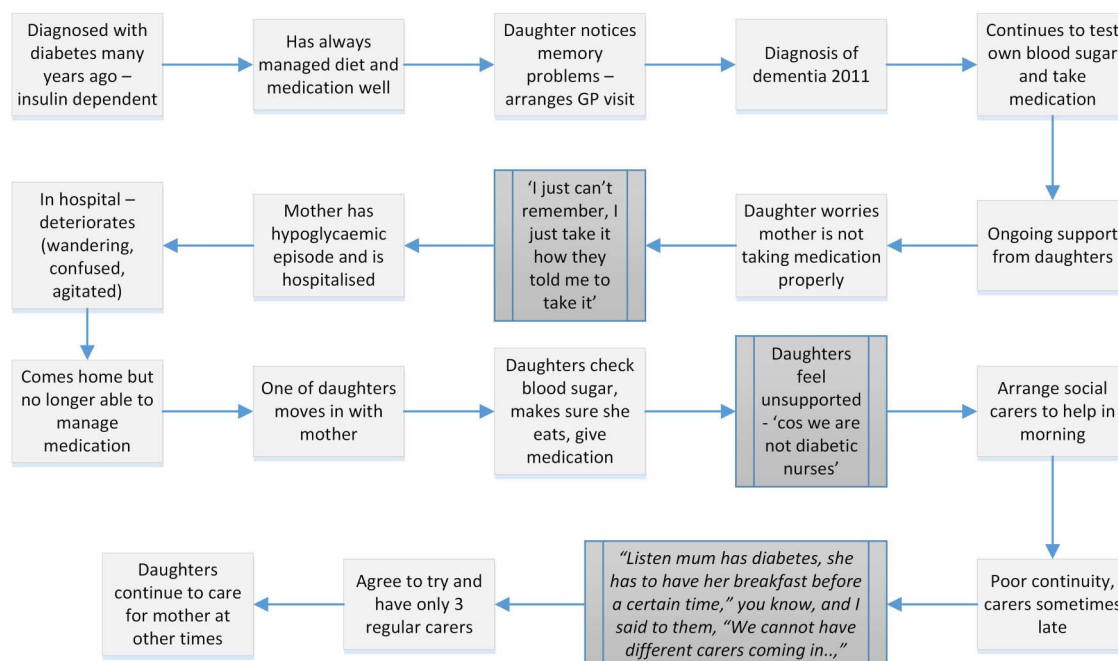 Diagnosed with
diabetes many
years ago –
insulin dependent
Has always
managed diet and
medication well
Daughter notices
memory
problems –
arranges GP visit
Diagnosis of
dementia 2011
Continues to test
own blood sugar
and take
medication
Ongoing support
from daughters
Daughter worries
mother is not
taking medication
properly
‘I just can’t
remember, I
just take it
how they
told me to
take it’
Mother has
hypoglycaemic
episode and is
hospitalised
In hospital –
deteriorates
(wandering,
confused,
agitated)
Comes home but
no longer able to
manage
medication
One of daughters
moves in with
mother
Daughters check
blood sugar,
makes sure she
eats, give
medication
Daughters
feel
unsupported
- ‘cos we are
not diabetic
nurses’
Arrange social
carers to help in
morning
Poor continuity,
carers sometimes
late
“Listen mum has diabetes, she
has to have her breakfast before
a certain time,” you know, and I
said to them, “We cannot have
different carers coming in..,”
Agree to try and
have only 3
regular carers
Daughters
continue to care
for mother at
other times